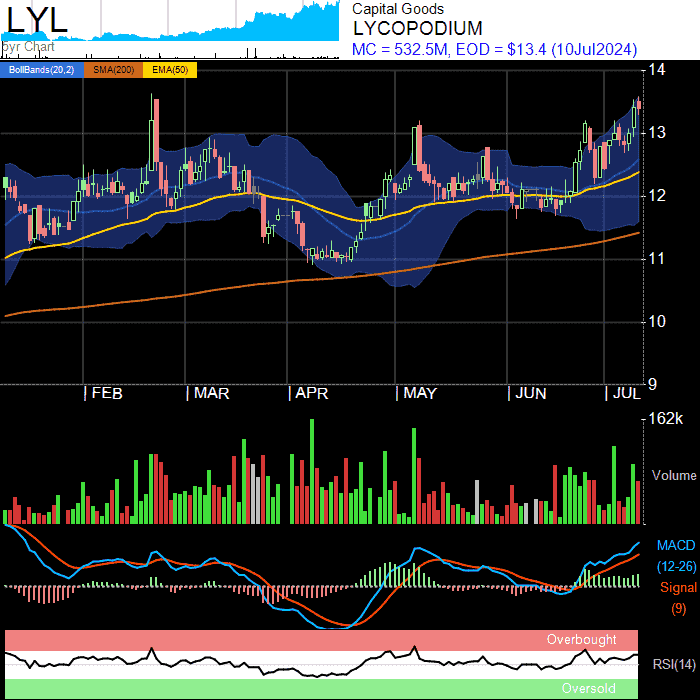 LYL
5yr Chart
Capital Goods
LYCOPODIUM
MC = 532.5M, EOD = $13.4 (10Jul2024)
BollBands(20,2) SMA(200) EMA(50)
14
13
12
11
10
9
FEB MAR APR MAY JUN JUL
162k
Volume
MACD
(12-26)
Signal
(9)
Overbought
RSI(14)
Oversold